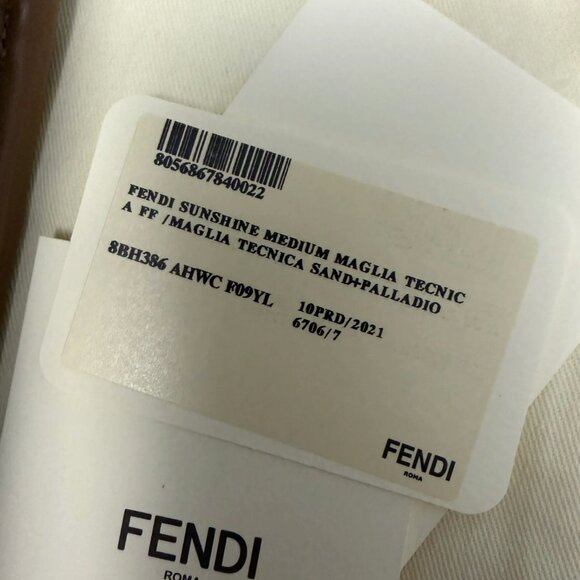 8056867840022
FENDI SUNSHINE MEDIUM MAGLIA TECNIC
A FF /MAGLIA TECNICA SAND+PALLADIO
8BH386 AHWC F09YL 10PRD/2021
6706/7
FENDI
ROMA
FENDI
ROMA